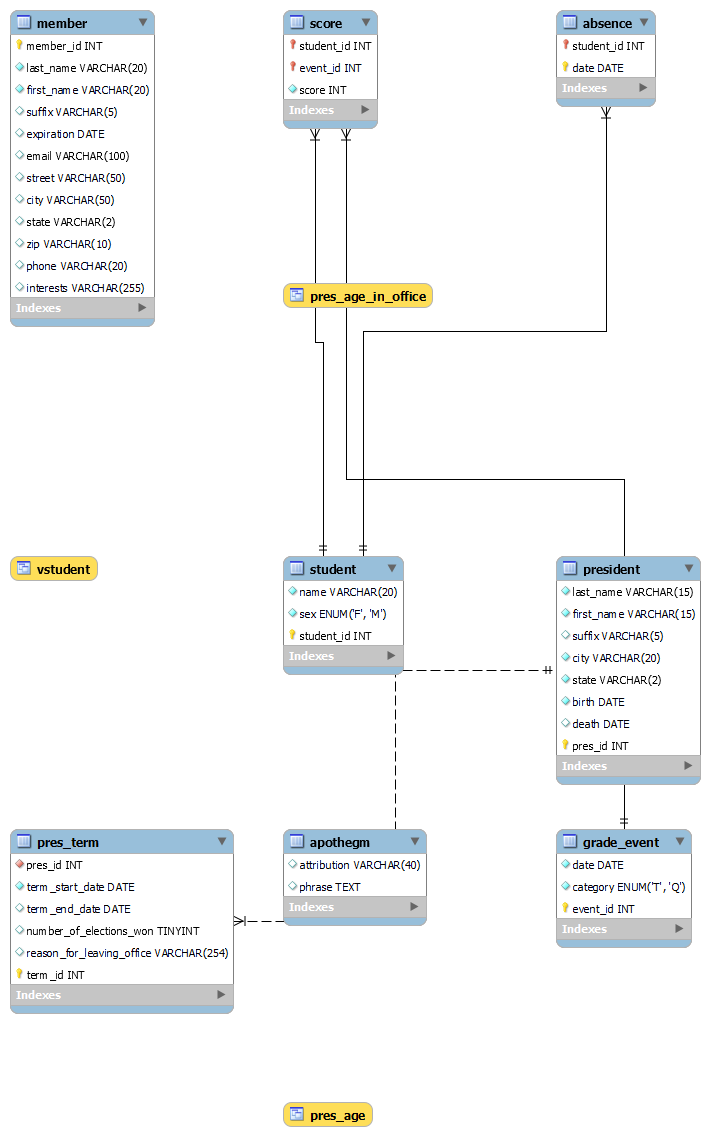 member
member_id INT
last_name VARCHAR(20)
first_name VARCHAR(20)
suffix VARCHAR(5)
expiration DATE
email VARCHAR(100)
street VARCHAR(50)
city VARCHAR(50)
state VARCHAR(2)
zip VARCHAR(10)
phone VARCHAR(20)
interests VARCHAR(255)
Indexes
score
student_id INT
event_id INT
score INT
Indexes
absence
student_id INT
date DATE
Indexes
pres_age_in_office
vstudent
student
name VARCHAR(20)
sex ENUM('F', 'M')
student_id INT
Indexes
president
last_name VARCHAR(15)
first_name VARCHAR(15)
suffix VARCHAR(5)
city VARCHAR(20)
state VARCHAR(2)
birth DATE
death DATE
pres_id INT
Indexes
pres_term
pres_id INT
term_start_date DATE
term_end_date DATE
number_of_elections_won TINYINT
reason_for_leaving_office VARCHAR(254)
term_id INT
Indexes
apothegm
attribution VARCHAR(40)
phrase TEXT
Indexes
grade_event
date DATE
category ENUM('T', 'Q')
event_id INT
Indexes
pres_age